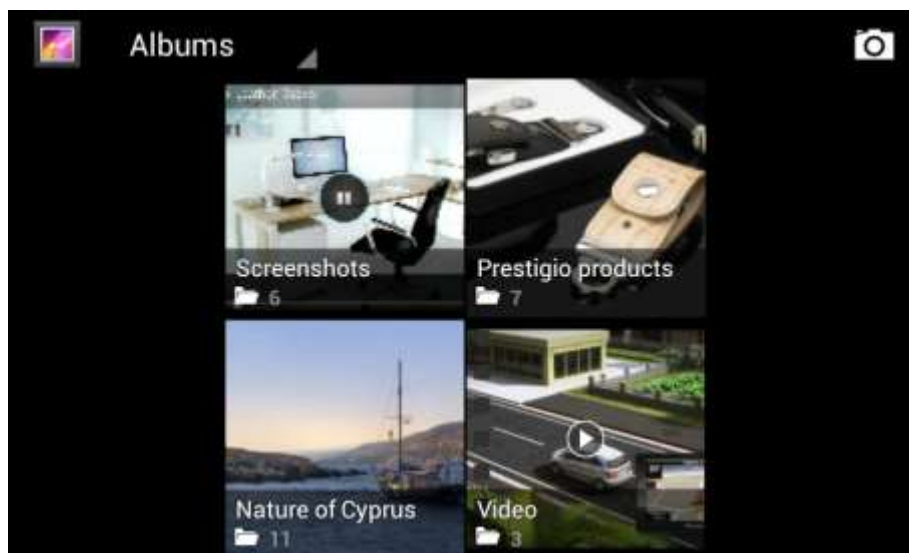 Albums
Screenshots
6
Prestigio products
7
Nature of Cyprus
11
Video
3